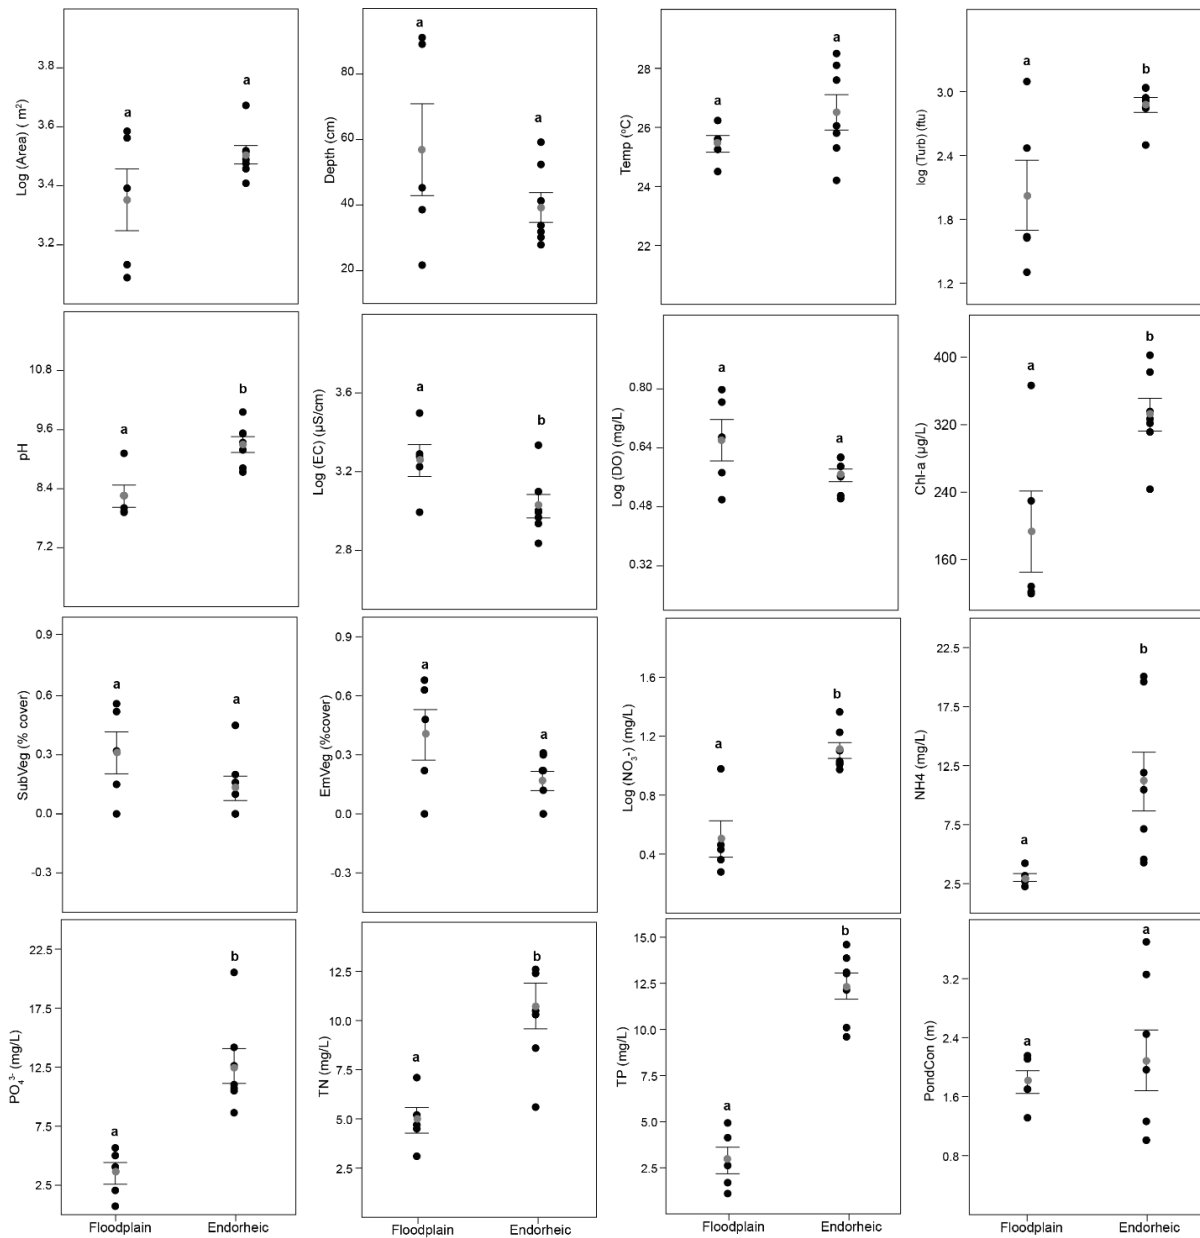 Log (Area) ( m²)
3.8
3.6
3.4
3.2
a
a
Depth (cm)
80
60
40
20
a
a
Temp (°C)
28
26
24
22
a
a
log (Turb) (ftu)
3.0
2.4
1.8
1.2
a
b
pH
10.8
9.6
8.4
7.2
a
b
Log (EC) (µS/cm)
3.6
3.2
2.8
a
b
Log (DO) (mg/L)
0.80
0.64
0.48
0.32
a
a
Chl-a (µg/L)
400
320
240
160
a
b
SubVeg (% cover)
0.9
0.6
0.3
0.0
-0.3
a
a
EmVeg (%cover)
0.9
0.6
0.3
0.0
-0.3
a
a
Log (NO₃-) (mg/L)
1.6
1.2
0.8
0.4
a
b
NH4 (mg/L)
22.5
17.5
12.5
7.5
2.5
a
b
PO₄³- (mg/L)
22.5
17.5
12.5
7.5
2.5
a
b
Floodplain Endorheic
TN (mg/L)
12.5
10.0
7.5
5.0
2.5
a
b
Floodplain Endorheic
TP (mg/L)
15.0
12.5
10.0
7.5
5.0
2.5
a
b
Floodplain Endorheic
PondCon (m)
3.2
2.4
1.6
0.8
a
a
Floodplain Endorheic